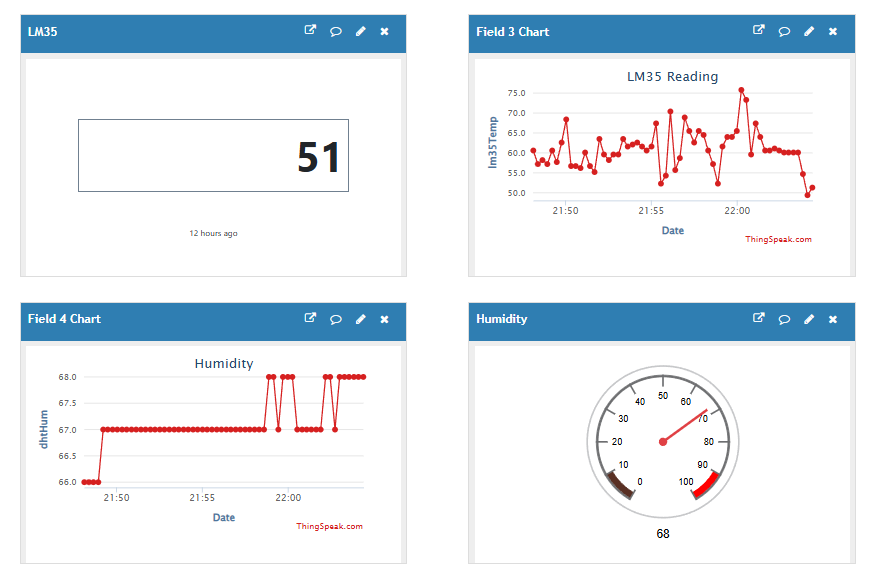 LM35
51
12 hours ago
Field 3 Chart
LM35 Reading
lm35Temp
75.0
70.0
65.0
60.0
55.0
50.0
21:50 21:55 22:00
Date
ThingSpeak.com
Field 4 Chart
Humidity
dhtHum
68.0
67.5
67.0
66.5
66.0
21:50 21:55 22:00
Date
ThingSpeak.com
Humidity
0
10
20
30
40
50
60
70
80
90
100
68